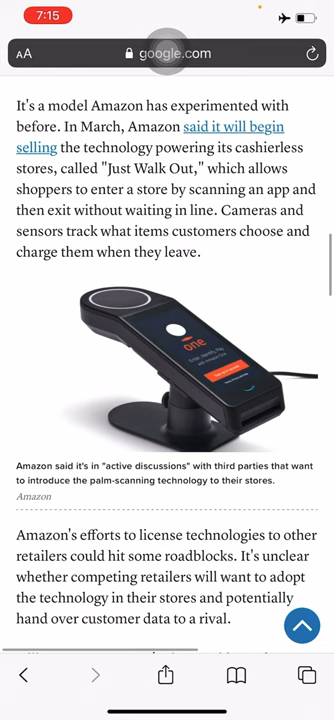 7:15
AA
google.com
It's a model Amazon has experimented with
before. In March, Amazon said it will begin
selling the technology powering its cashierless
stores, called "Just Walk Out," which allows
shoppers to enter a store by scanning an app and
then exit without waiting in line. Cameras and
sensors track what items customers choose and
charge them when they leave.
one
Enter, Identify, Pay
with Amazon One
Amazon said it's in "active discussions" with third parties that want
to introduce the palm-scanning technology to their stores.
Amazon
Amazon's efforts to license technologies to other
retailers could hit some roadblocks. It's unclear
whether competing retailers will want to adopt
the technology in their stores and potentially
hand over customer data to a rival.